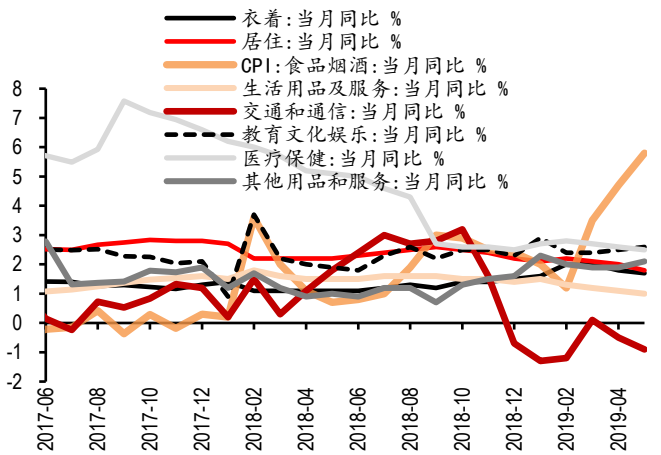 衣着:当月同比 %
居住:当月同比 %
CPI:食品烟酒:当月同比 %
生活用品及服务:当月同比 %
交通和通信:当月同比 %
教育文化娱乐:当月同比 %
医疗保健:当月同比 %
其他用品和服务:当月同比 %
8
7
6
5
4
3
2
1
0
-1
-2
2017-06
2017-08
2017-10
2017-12
2018-02
2018-04
2018-06
2018-08
2018-10
2018-12
2019-02
2019-04